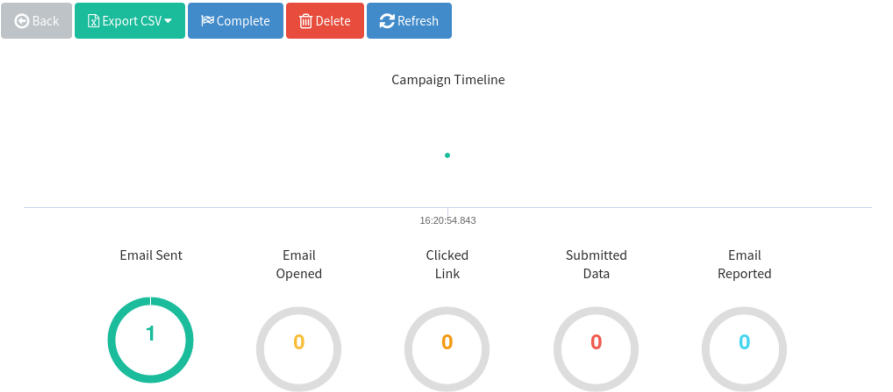 Back Export CSV Complete Delete Refresh
Campaign Timeline
16:20:54.843
Email Sent
Email
Opened
Clicked
Link
Submitted
Data
Email
Reported
1
0
0
0
0